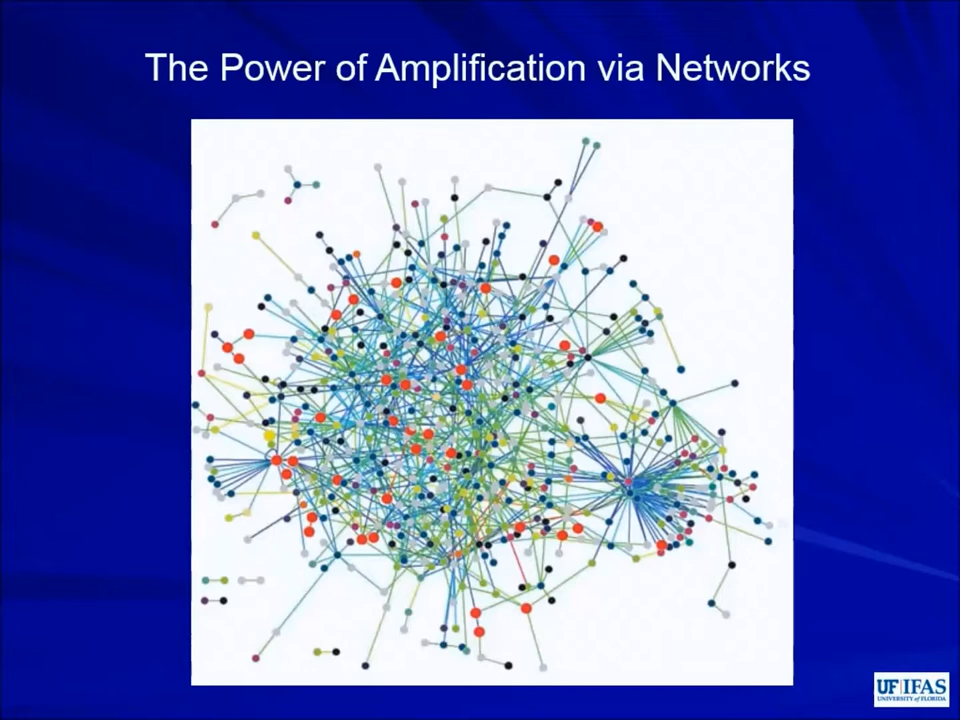 The Power of Amplification via Networks
UF IFAS
UNIVERSITY of FLORIDA